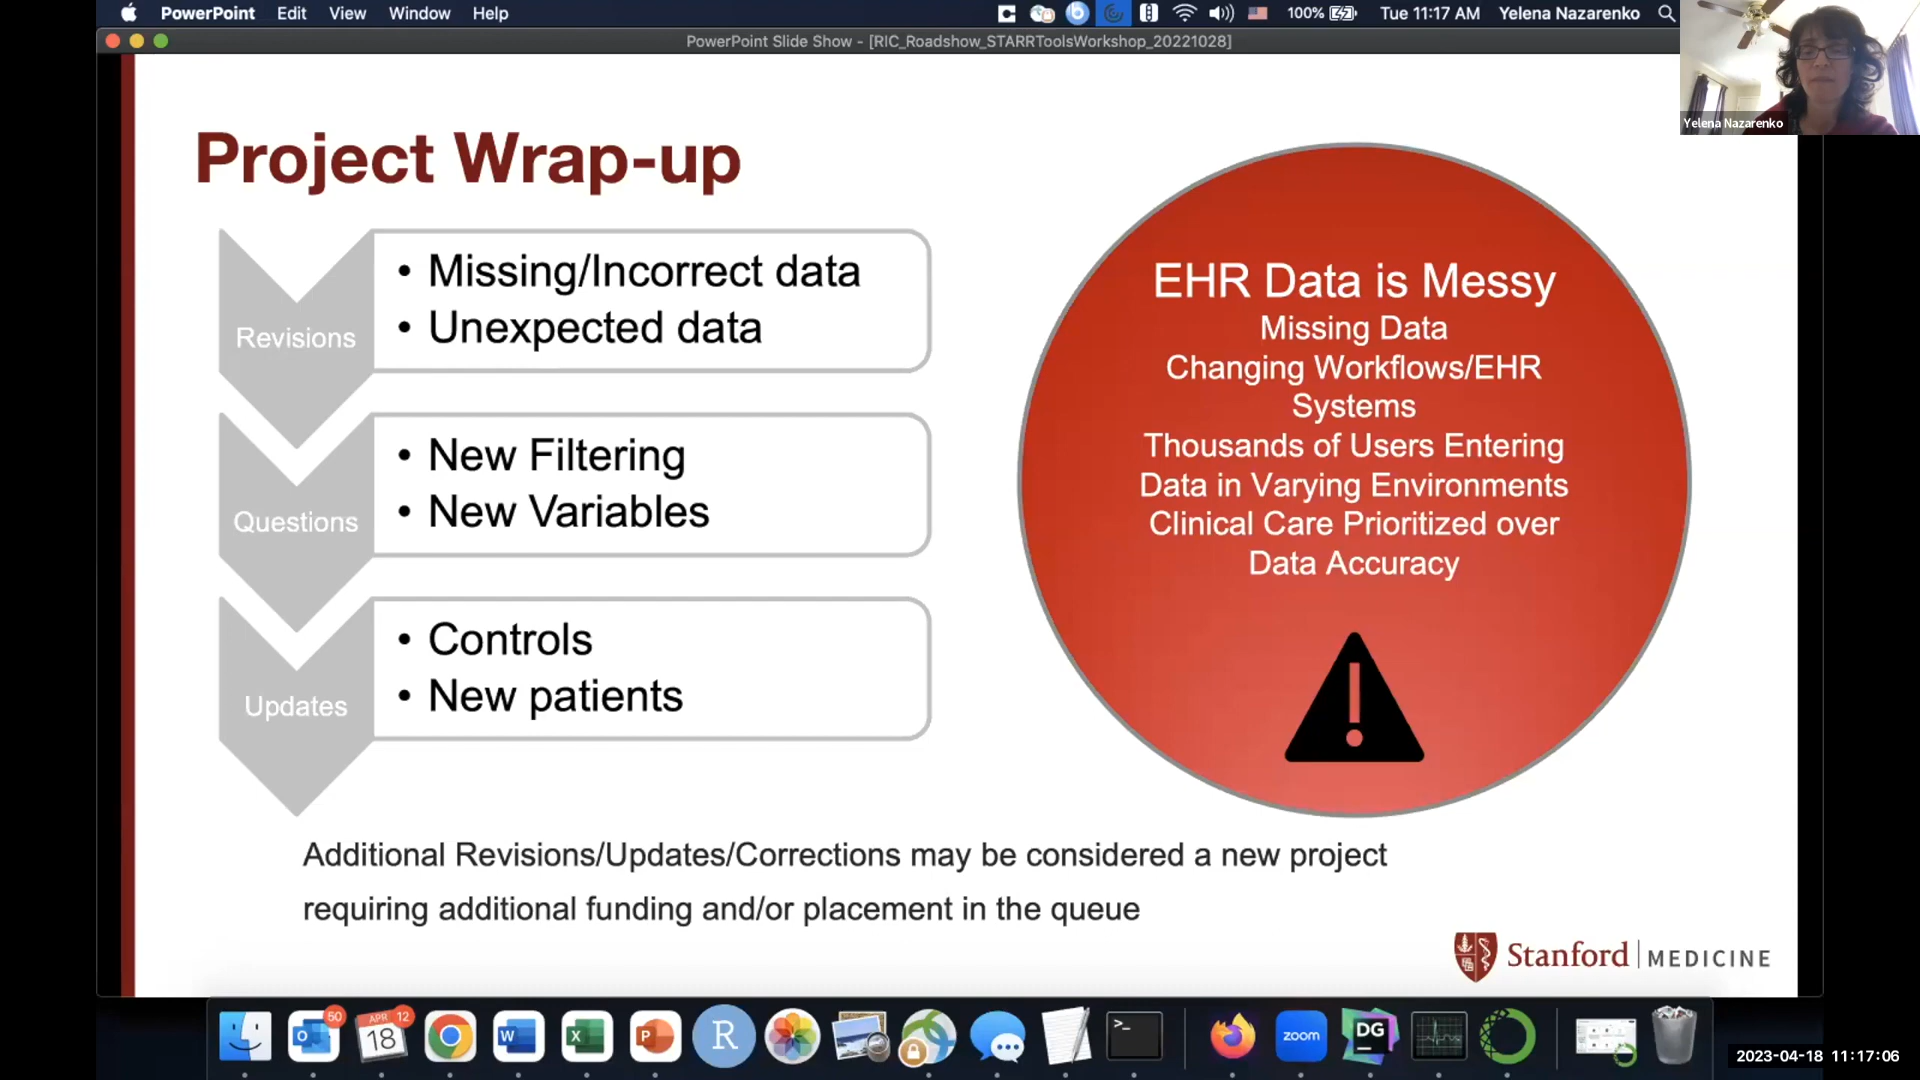 PowerPoint Edit View Window Help
100% Tue 11:17 AM Yelena Nazarenko
PowerPoint Slide Show - [RIC_Roadshow_STARRToolsWorkshop_20221028]
Yelena Nazarenko
Project Wrap-up
Revisions
• Missing/Incorrect data
• Unexpected data
Questions
• New Filtering
• New Variables
Updates
• Controls
• New patients
EHR Data is Messy
Missing Data
Changing Workflows/EHR
Systems
Thousands of Users Entering
Data in Varying Environments
Clinical Care Prioritized over
Data Accuracy
Additional Revisions/Updates/Corrections may be considered a new project
requiring additional funding and/or placement in the queue
Stanford MEDICINE
50
APR 12
18
O
W
X
P
R
>_
zoom
DG
2023-04-18 11:17:06